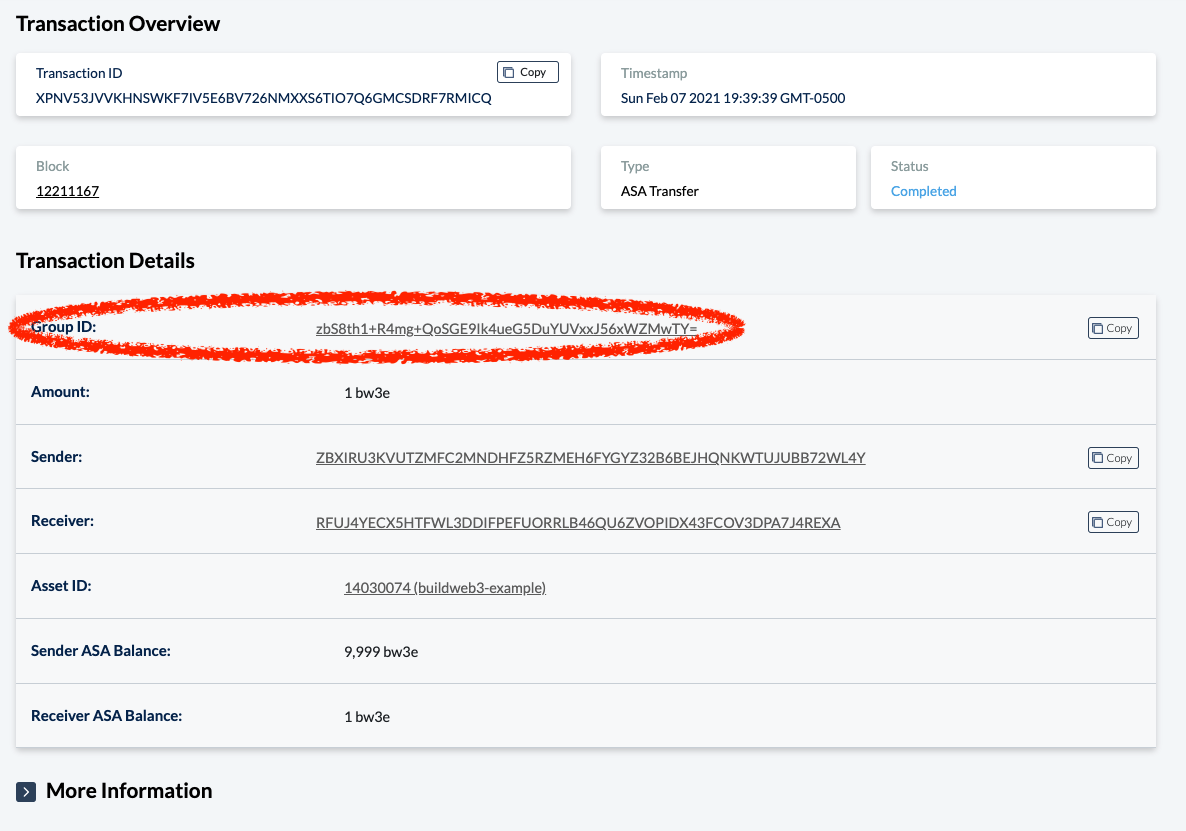 Transaction Overview
Transaction ID
Copy
XPNV53JVVKHNSWKF7IV5E6BV726NMXXS6TIO7Q6GMCSDRF7RMICQ
Timestamp
Sun Feb 07 2021 19:39:39 GMT-0500
Block
12211167
Type
ASA Transfer
Status
Completed
Transaction Details
Group ID: zbS8th1+R4mg+QoSGE9Ik4ueG5DuYUVxxJ56xWZMwTY= Copy
Amount: 1 bw3e
Sender: ZBXIRU3KVUTZMFC2MNDHFZ5RZMEH6FYGYZ32B6BEJHQNKWTUJUBB72WL4Y Copy
Receiver: RFUJ4YECX5HTFWL3DDIFPEFUORRLB46QU6ZVOPIDX43FCOV3DPA7J4REXA Copy
Asset ID: 14030074 (buildweb3-example)
Sender ASA Balance: 9,999 bw3e
Receiver ASA Balance: 1 bw3e
More Information